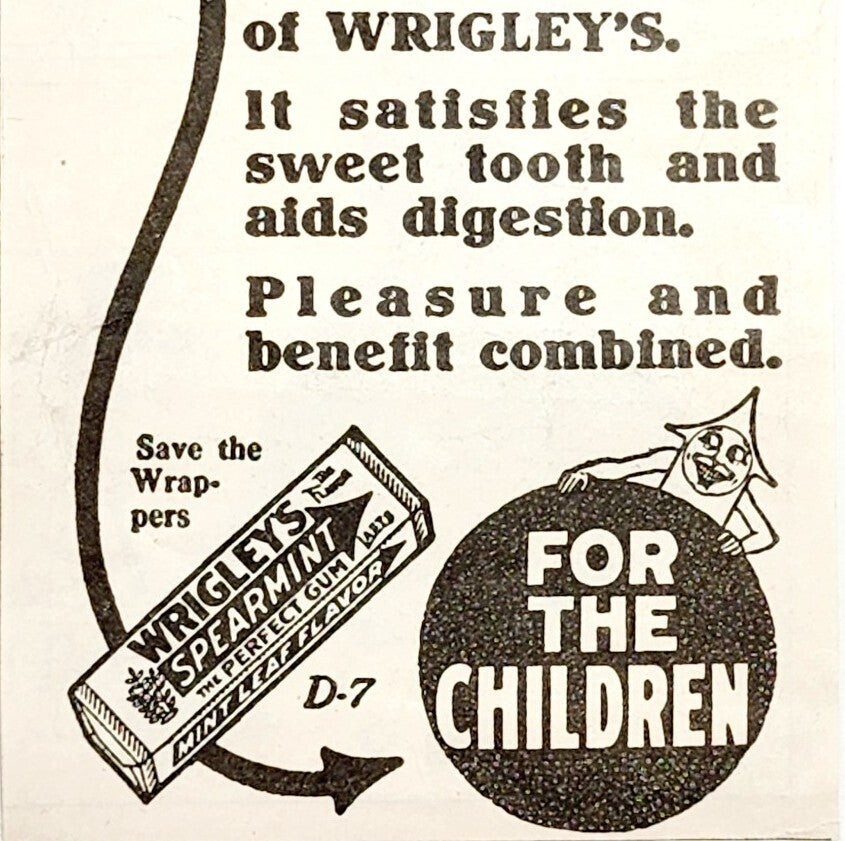 of WRIGLEY'S.
It satisfies the
sweet tooth and
aids digestion.
Pleasure and
benefit combined.
Save the
Wrap-
pers
WRIGLEY'S
SPEARMINT
THE PERFECT GUM
MINT LEAF FLAVOR
D-7
FOR
THE
CHILDREN